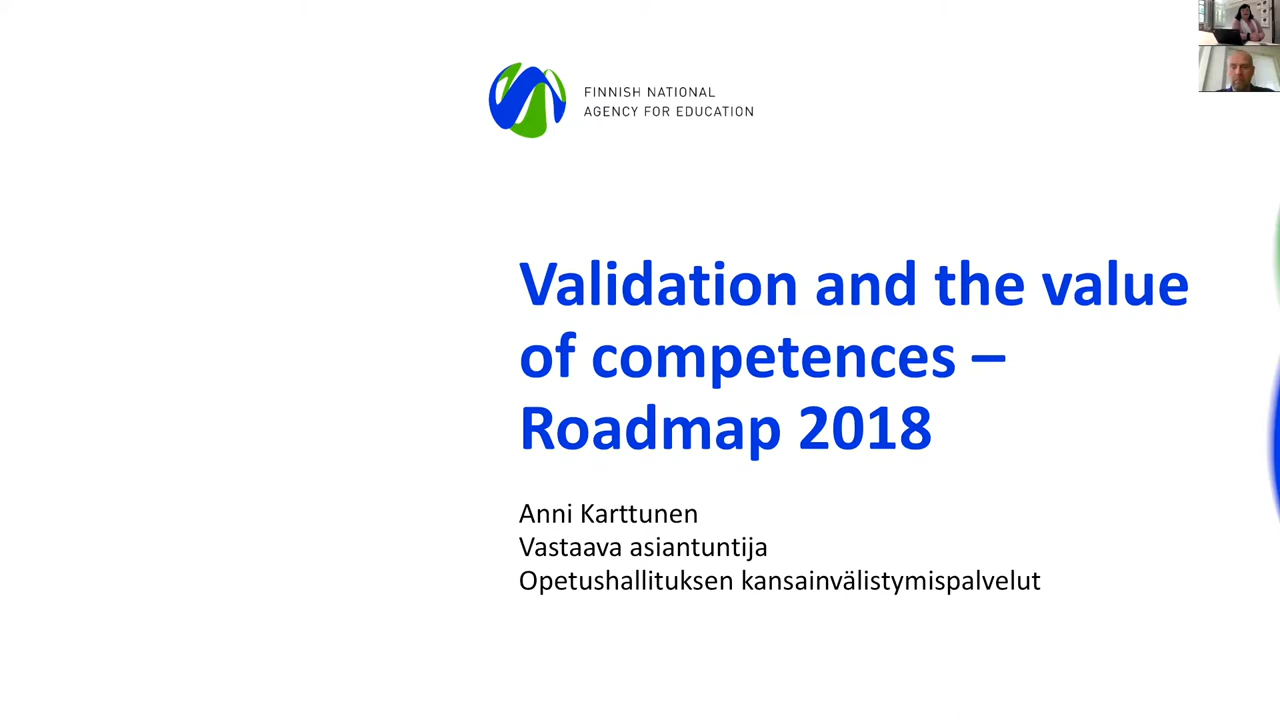 FINNISH NATIONAL
AGENCY FOR EDUCATION
Validation and the value
of competences –
Roadmap 2018
Anni Karttunen
Vastaava asiantuntija
Opetushallituksen kansainvälistymispalvelut